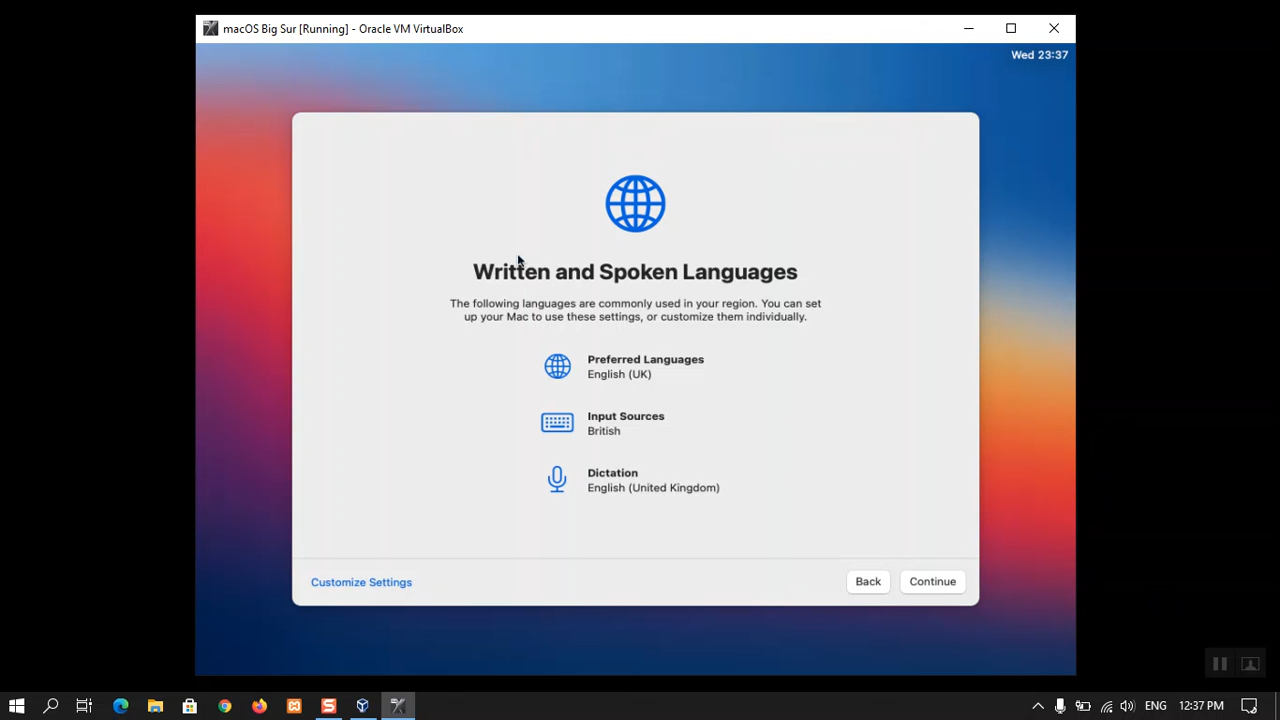 macOS Big Sur [Running] - Oracle VM VirtualBox
Wed 23:37
Written and Spoken Languages
The following languages are commonly used in your region. You can set
up your Mac to use these settings, or customize them individually.
Preferred Languages
English (UK)
Input Sources
British
Dictation
English (United Kingdom)
Customize Settings
Back
Continue
ENG
12:37 PM